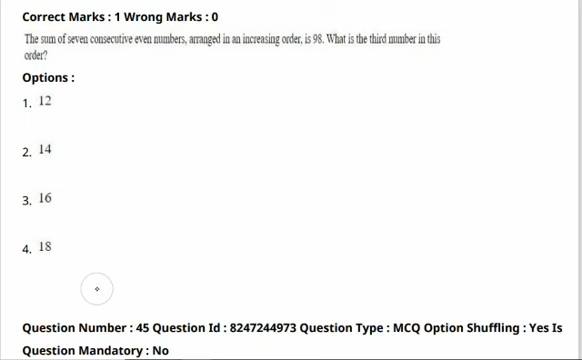 Correct Marks : 1 Wrong Marks : 0
The sum of seven consecutive even numbers, arranged in an increasing order, is 98. What is the third number in this
order?
Options :
1. 12
2. 14
3. 16
4. 18
Question Number : 45 Question Id : 8247244973 Question Type : MCQ Option Shuffling : Yes Is
Question Mandatory : No